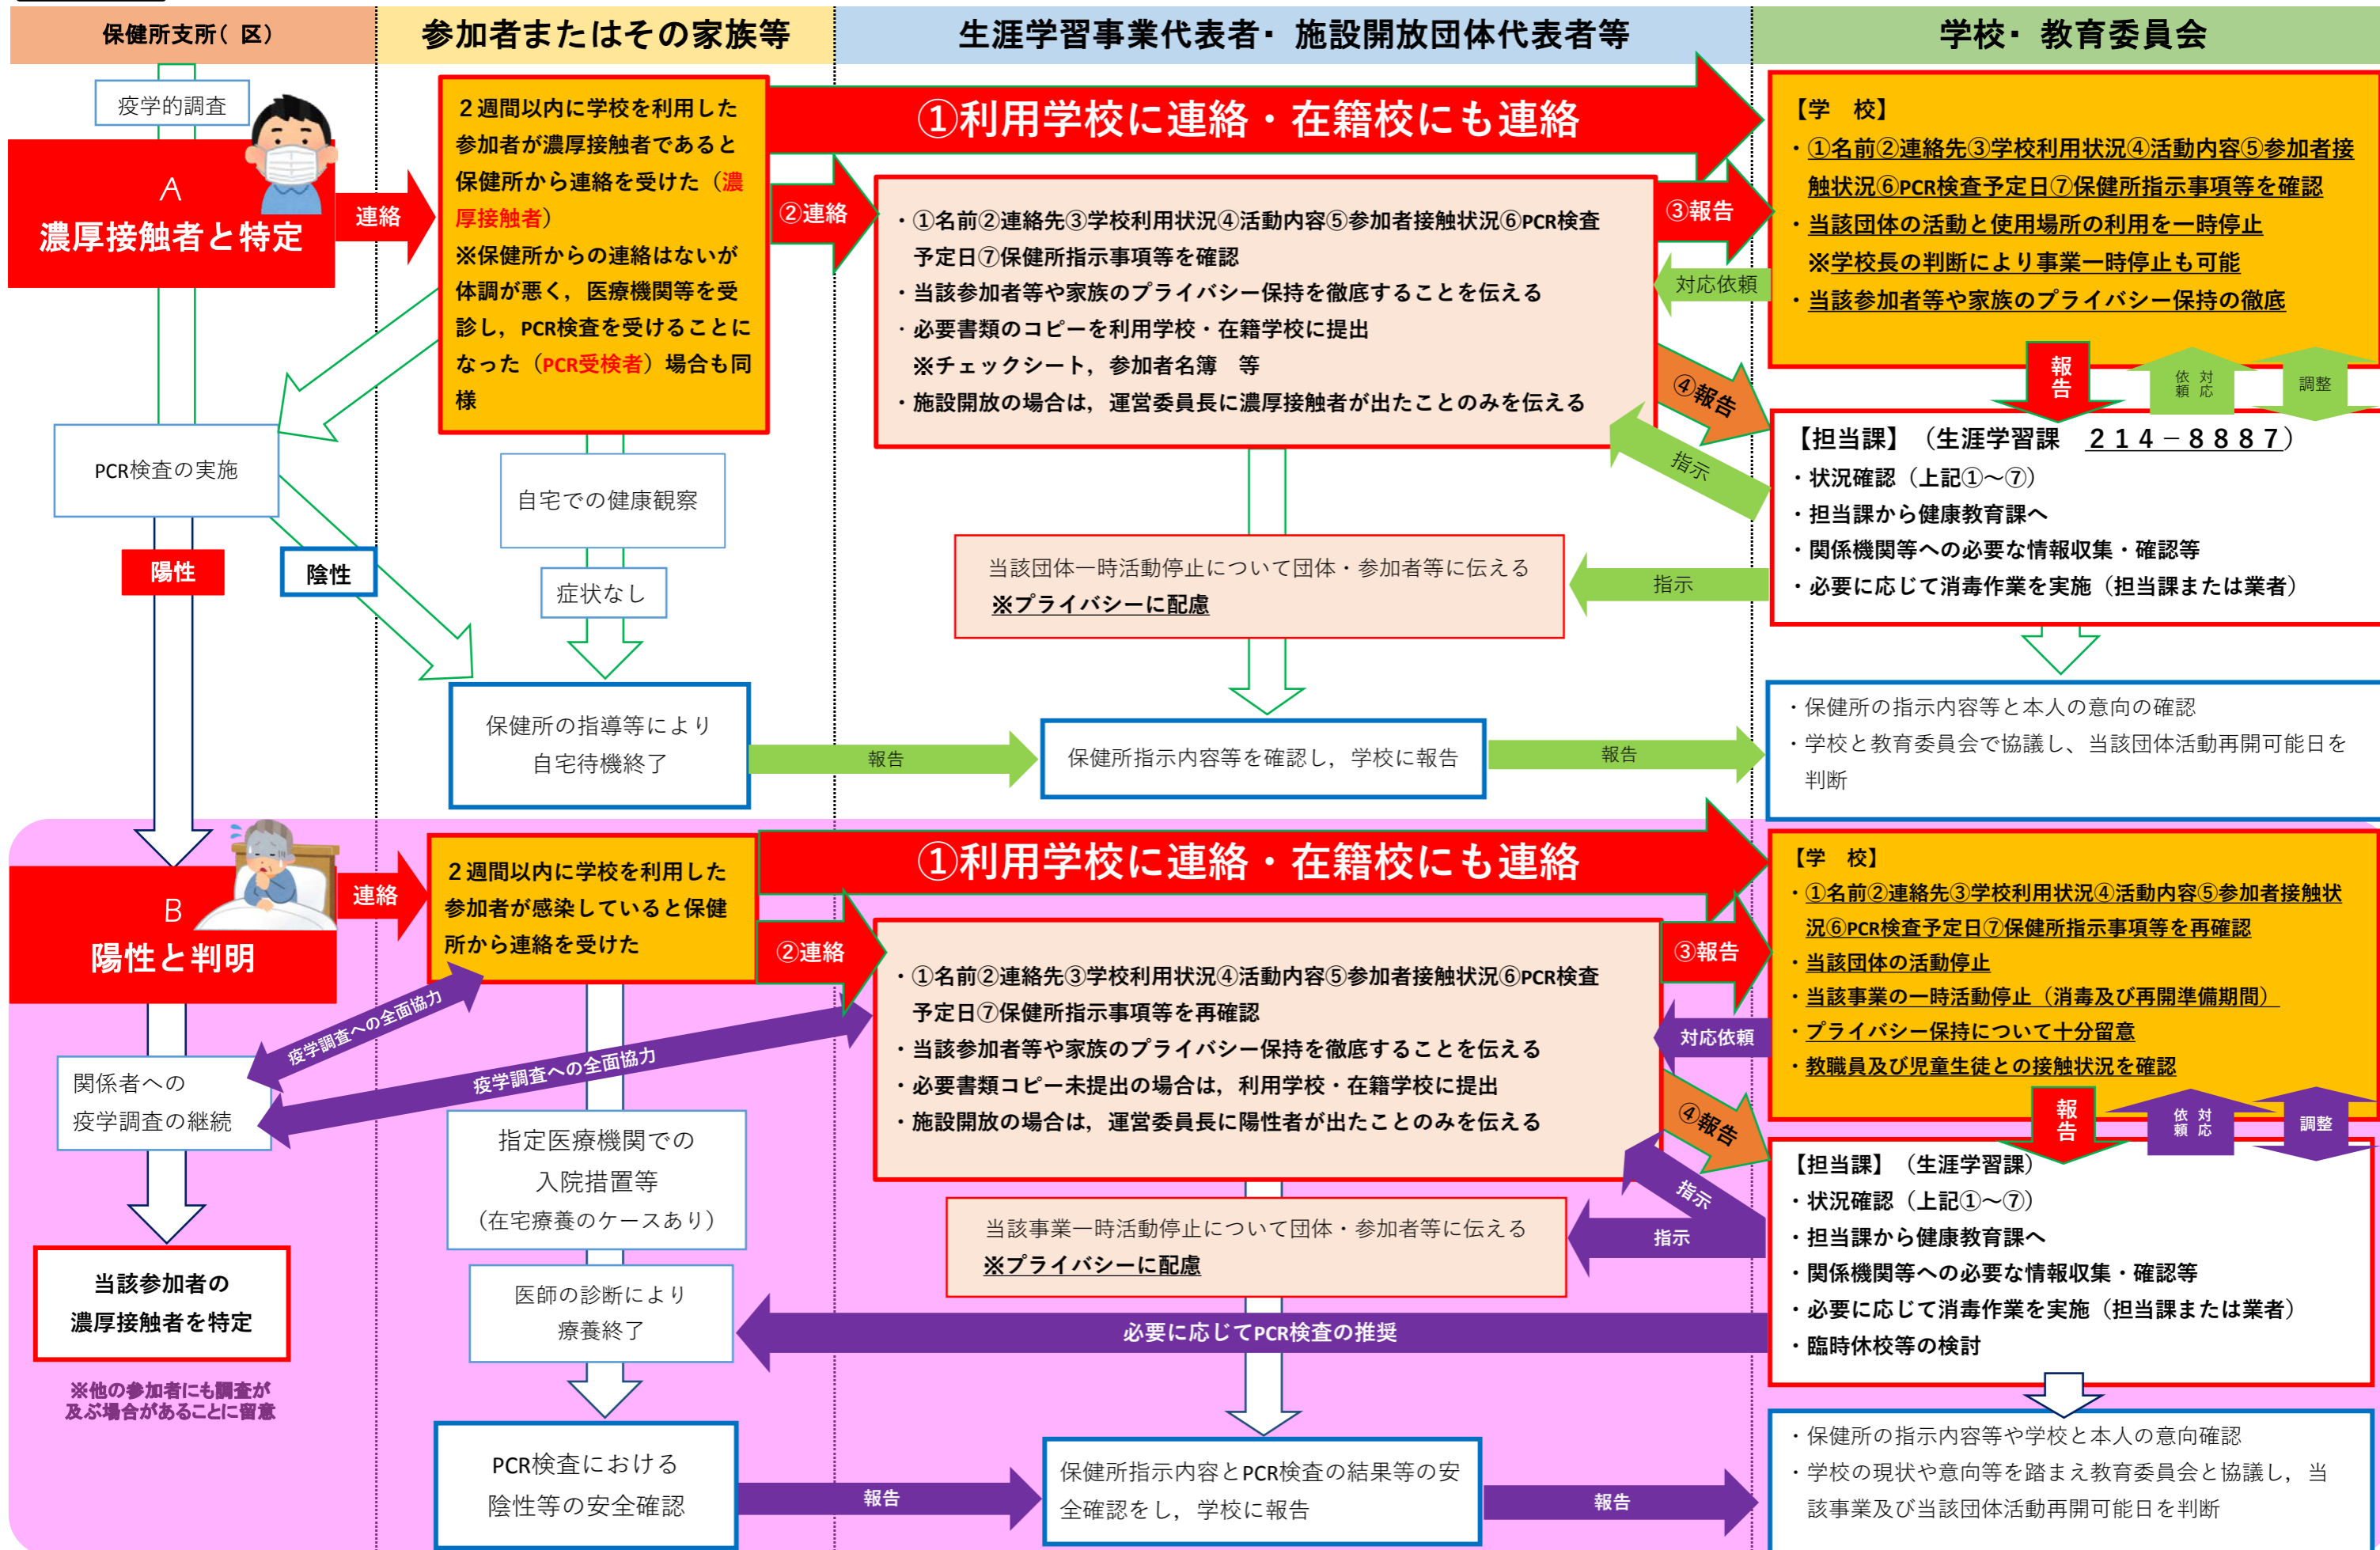 保健所支所(区)
参加者またはその家族等
生涯学習事業代表者・施設開放団体代表者等
学校・教育委員会
疫学的調査
A
濃厚接触者と特定
連絡
２週間以内に学校を利用した
参加者が濃厚接触者であると
保健所から連絡を受けた（濃
厚接触者）
※保健所からの連絡はないが
体調が悪く，医療機関等を受
診し，PCR検査を受けることに
なった（PCR受検者）場合も同
様
①利用学校に連絡・在籍校にも連絡
②連絡
・①名前②連絡先③学校利用状況④活動内容⑤参加者接触状況⑥PCR検査
予定日⑦保健所指示事項等を確認
・当該参加者等や家族のプライバシー保持を徹底することを伝える
・必要書類のコピーを利用学校・在籍学校に提出
※チェックシート，参加者名簿　等
・施設開放の場合は，運営委員長に濃厚接触者が出たことのみを伝える
③報告
対応依頼
④報告
指示
【学　校】
・①名前②連絡先③学校利用状況④活動内容⑤参加者接
触状況⑥PCR検査予定日⑦保健所指示事項等を確認
・当該団体の活動と使用場所の利用を一時停止
※学校長の判断により事業一時停止も可能
・当該参加者等や家族のプライバシー保持の徹底
報告
対応依頼
調整
【担当課】（生涯学習課　２１４－８８８７）
・状況確認（上記①～⑦）
・担当課から健康教育課へ
・関係機関等への必要な情報収集・確認等
・必要に応じて消毒作業を実施（担当課または業者）
PCR検査の実施
陽性
陰性
自宅での健康観察
症状なし
当該団体一時活動停止について団体・参加者等に伝える
※プライバシーに配慮
指示
保健所の指導等により
自宅待機終了
報告
保健所指示内容等を確認し，学校に報告
報告
・保健所の指示内容等と本人の意向の確認
・学校と教育委員会で協議し、当該団体活動再開可能日を
判断
B
陽性と判明
連絡
２週間以内に学校を利用した
参加者が感染していると保健
所から連絡を受けた
①利用学校に連絡・在籍校にも連絡
②連絡
・①名前②連絡先③学校利用状況④活動内容⑤参加者接触状況⑥PCR検査
予定日⑦保健所指示事項等を再確認
・当該参加者等や家族のプライバシー保持を徹底することを伝える
・必要書類コピー未提出の場合は，利用学校・在籍学校に提出
・施設開放の場合は，運営委員長に陽性者が出たことのみを伝える
③報告
対応依頼
④報告
指示
【学　校】
・①名前②連絡先③学校利用状況④活動内容⑤参加者接触状
況⑥PCR検査予定日⑦保健所指示事項等を再確認
・当該団体の活動停止
・当該事業の一時活動停止（消毒及び再開準備期間）
・プライバシー保持について十分留意
・教職員及び児童生徒との接触状況を確認
報告
対応依頼
調整
【担当課】（生涯学習課）
・状況確認（上記①～⑦）
・担当課から健康教育課へ
・関係機関等への必要な情報収集・確認等
・必要に応じて消毒作業を実施（担当課または業者）
・臨時休校等の検討
疫学調査への全面協力
疫学調査への全面協力
関係者への
疫学調査の継続
当該参加者の
濃厚接触者を特定
※他の参加者にも調査が
及ぶ場合があることに留意
指定医療機関での
入院措置等
（在宅療養のケースあり）
医師の診断により
療養終了
当該事業一時活動停止について団体・参加者等に伝える
※プライバシーに配慮
指示
必要に応じてPCR検査の推奨
PCR検査における
陰性等の安全確認
報告
保健所指示内容とPCR検査の結果等の安
全確認をし，学校に報告
報告
・保健所の指示内容等や学校と本人の意向確認
・学校の現状や意向等を踏まえ教育委員会と協議し，当
該事業及び当該団体活動再開可能日を判断